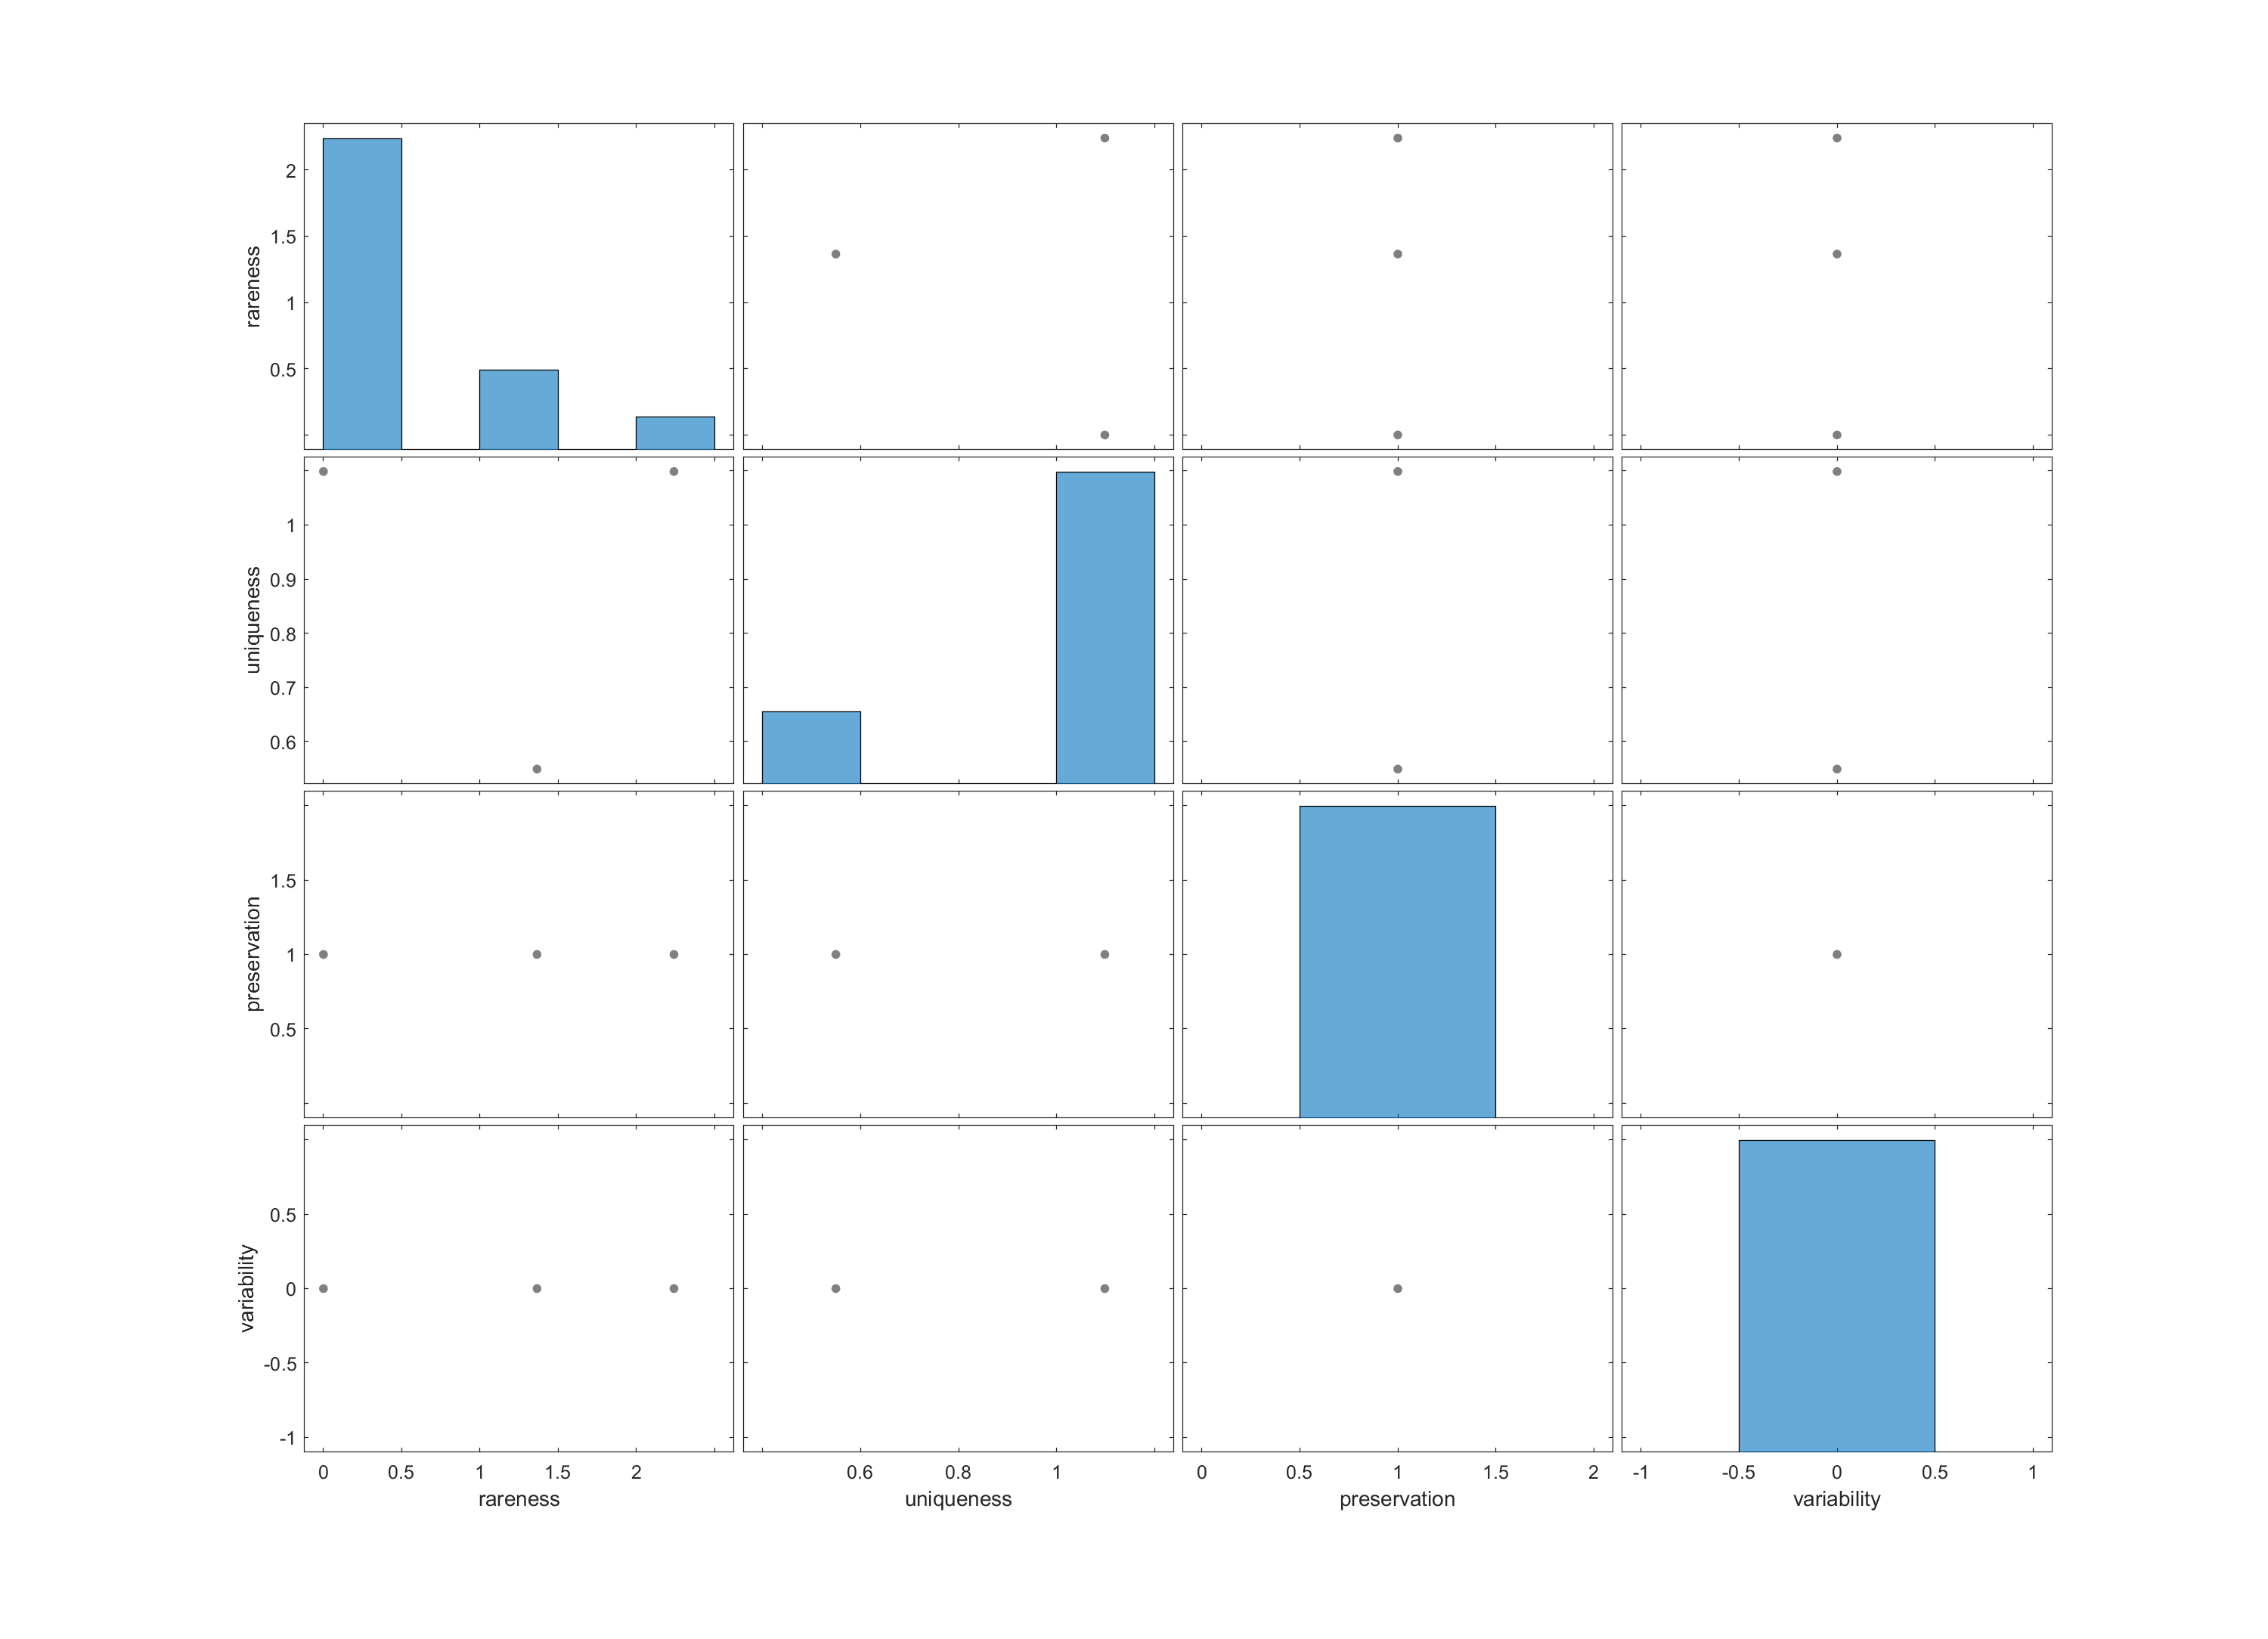 2
1.5
1
0.5
rareness
1
0.9
0.8
0.7
0.6
uniqueness
1.5
1
0.5
preservation
0.5
0
-0.5
-1
variability
0 0.5 1 1.5 2 0.6 0.8 1 0 0.5 1 1.5 2 -1 -0.5 0 0.5 1
rareness uniqueness preservation variability